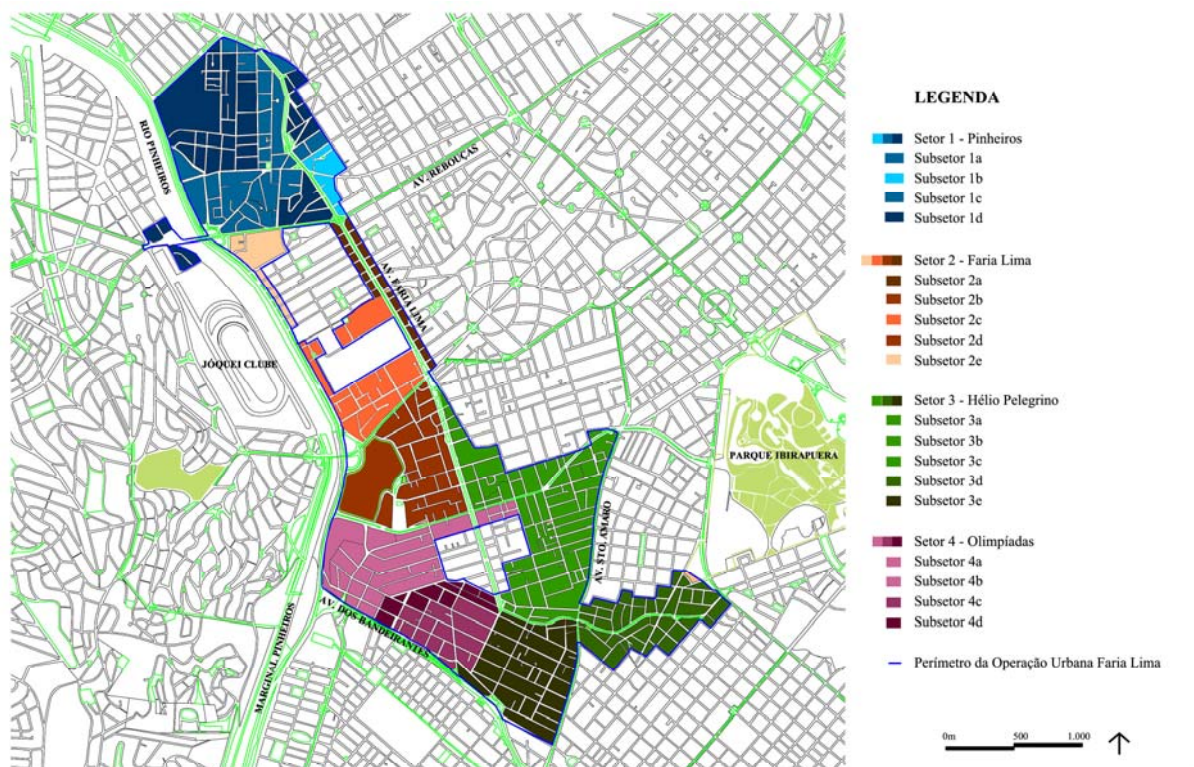 RIO PINHEIROS
AV. REBOUÇAS
AV. FARIA LIMA
JÓQUEI CLUBE
PARQUE IBIRAPUERA
AV. STO. AMARO
AV. DOS BANDEIRANTES
MARGINAL PINHEIROS
LEGENDA
Setor 1 - Pinheiros
Subsetor 1a
Subsetor 1b
Subsetor 1c
Subsetor 1d
Setor 2 - Faria Lima
Subsetor 2a
Subsetor 2b
Subsetor 2c
Subsetor 2d
Subsetor 2e
Setor 3 - Hélio Pelegrino
Subsetor 3a
Subsetor 3b
Subsetor 3c
Subsetor 3d
Subsetor 3e
Setor 4 - Olimpíadas
Subsetor 4a
Subsetor 4b
Subsetor 4c
Subsetor 4d
Perímetro da Operação Urbana Faria Lima
0m 500 1.000